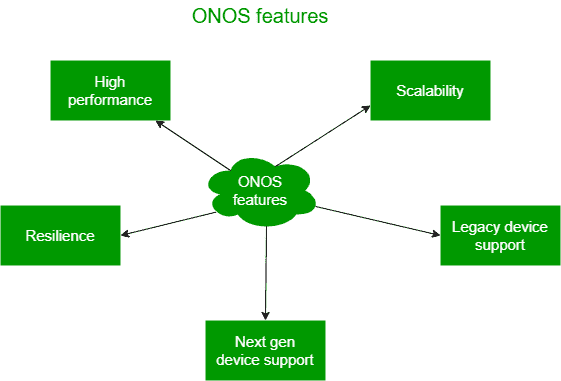 ONOS features
High
performance
Scalability
ONOS
features
Resilience
Legacy device
support
Next gen
device support